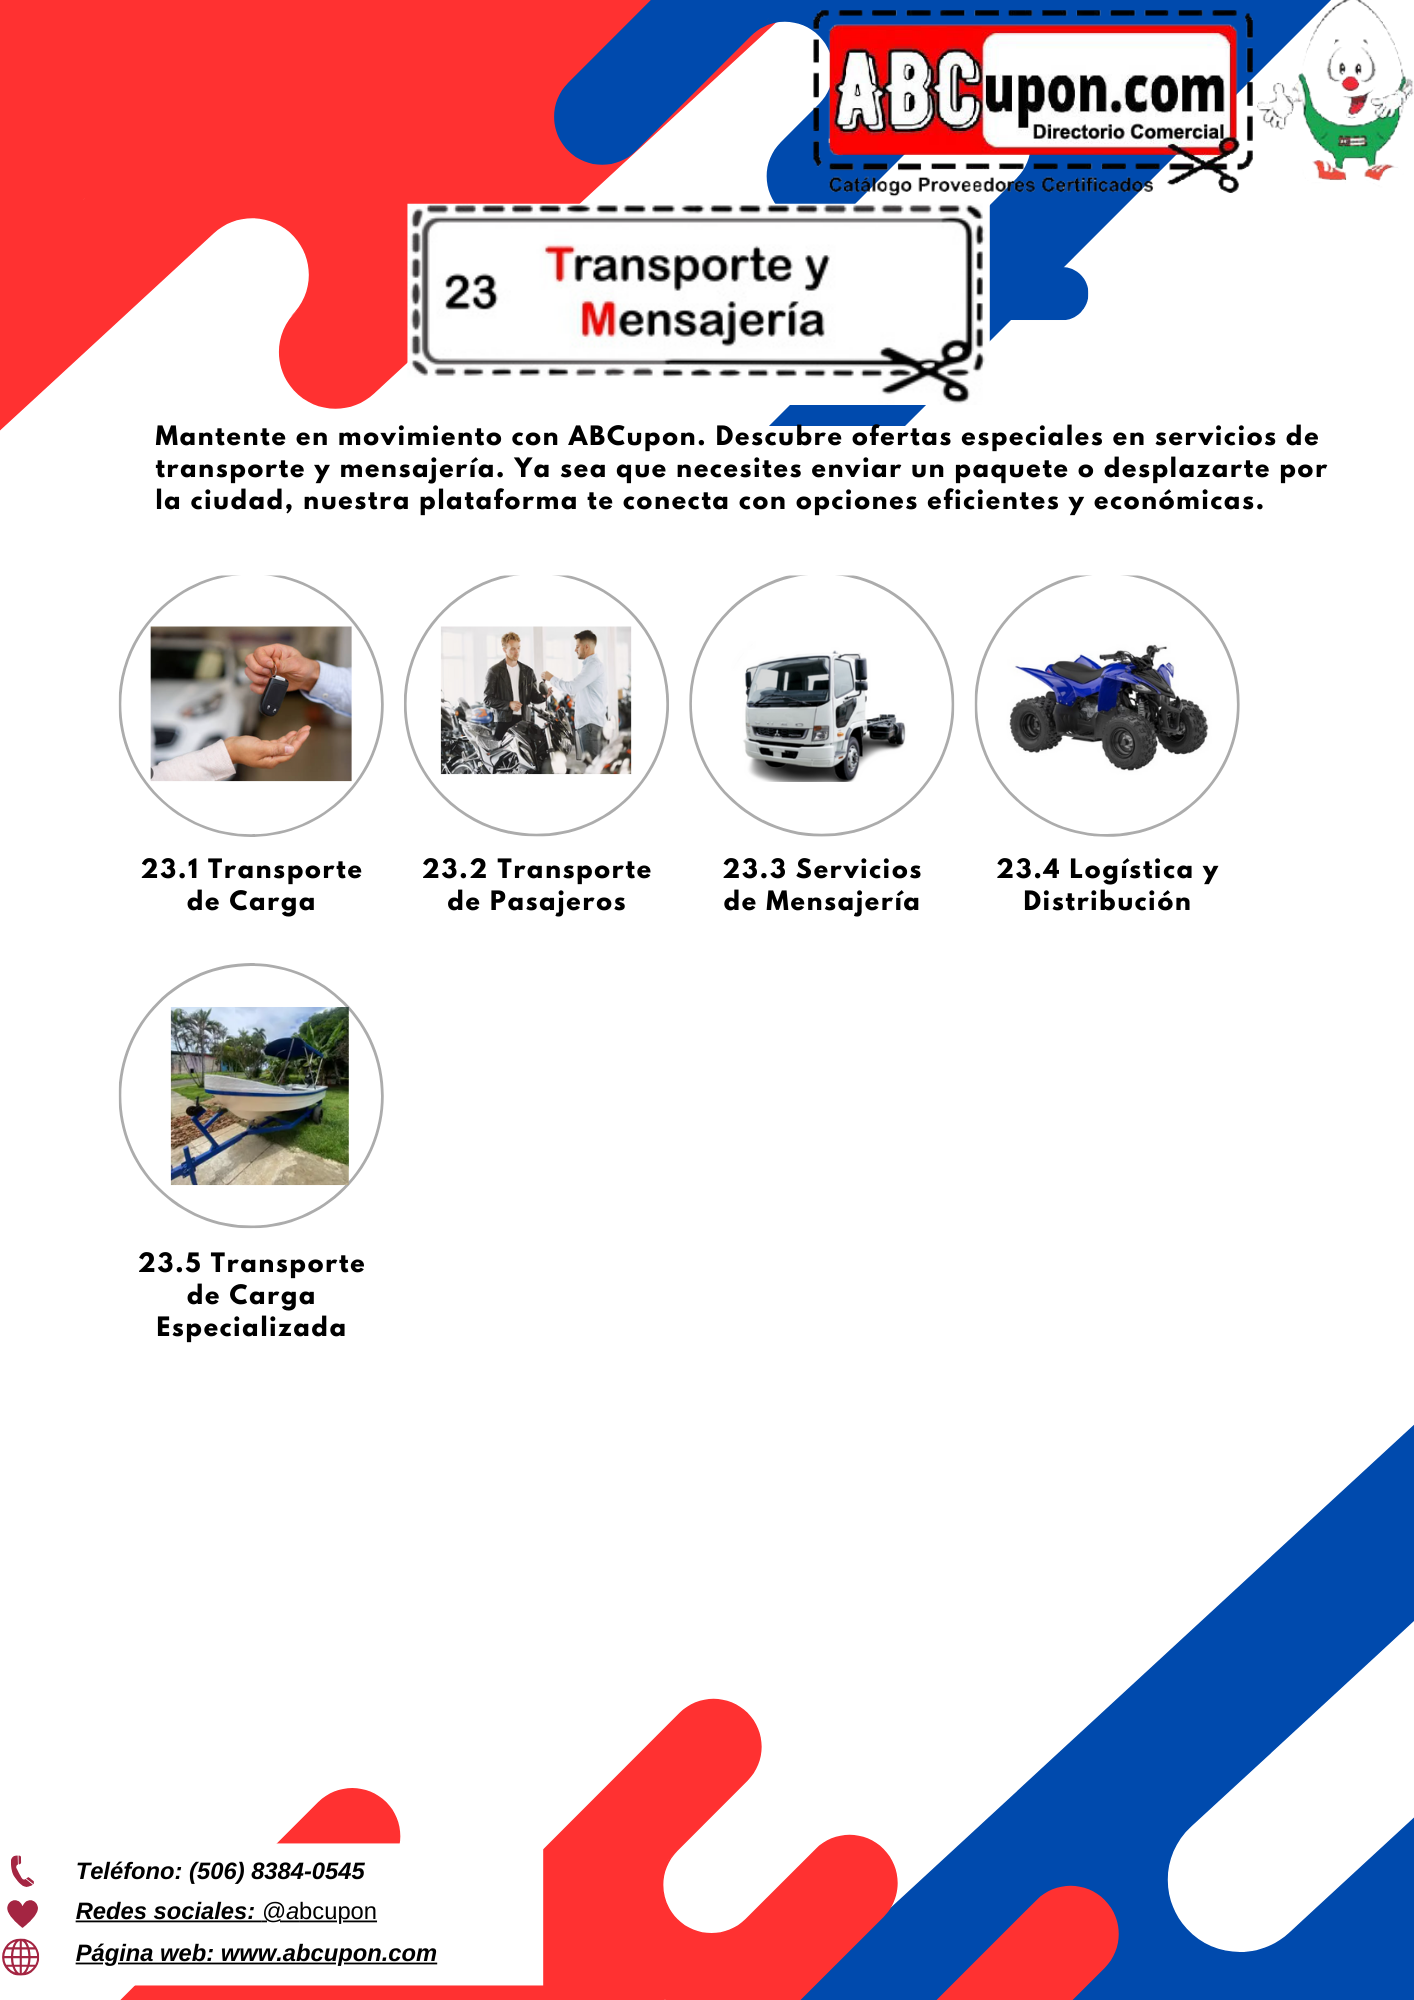 ABCupon.com
Directorio Comercial
Catálogo Proveedores Certificados
23
Transporte y
Mensajería
Mantente en movimiento con ABCupon. Descubre ofertas especiales en servicios de
transporte y mensajería. Ya sea que necesites enviar un paquete o desplazarte por
la ciudad, nuestra plataforma te conecta con opciones eficientes y económicas.
23.1 Transporte
de Carga
23.2 Transporte
de Pasajeros
23.3 Servicios
de Mensajería
23.4 Logística y
Distribución
23.5 Transporte
de Carga
Especializada
Teléfono: (506) 8384-0545
Redes sociales: @abcupon
Página web: www.abcupon.com